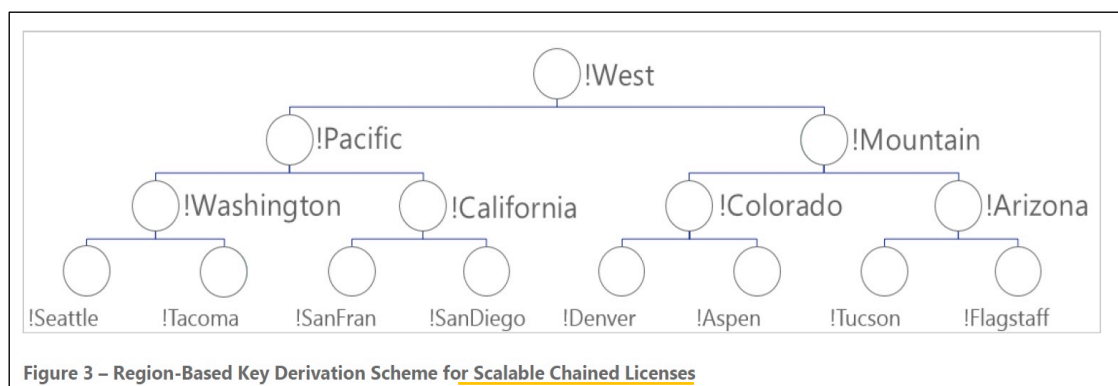 !West
!Pacific !Mountain
!Washington !California !Colorado !Arizona
!Seattle !Tacoma !SanFran !SanDiego !Denver !Aspen !Tucson !Flagstaff
Figure 3 – Region-Based Key Derivation Scheme for Scalable Chained Licenses